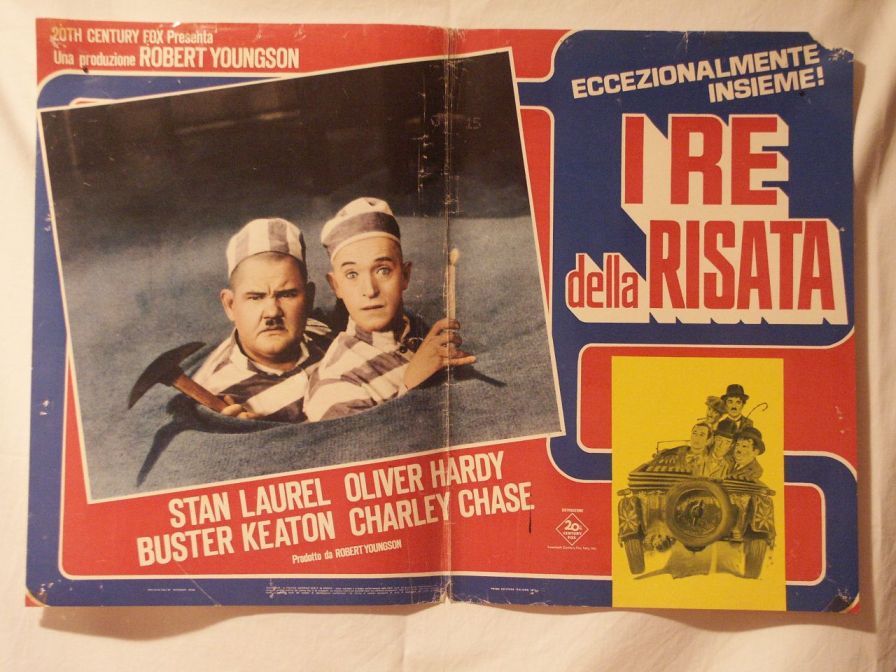 20TH CENTURY FOX Presenta
Una produzione ROBERT YOUNGSON
ECCEZIONALMENTE
INSIEME!
I RE
della RISATA
STAN LAUREL OLIVER HARDY
BUSTER KEATON CHARLEY CHASE
Prodotto da ROBERT YOUNGSON
DISTRIBUZIONE
20th
CENTURY
FOX